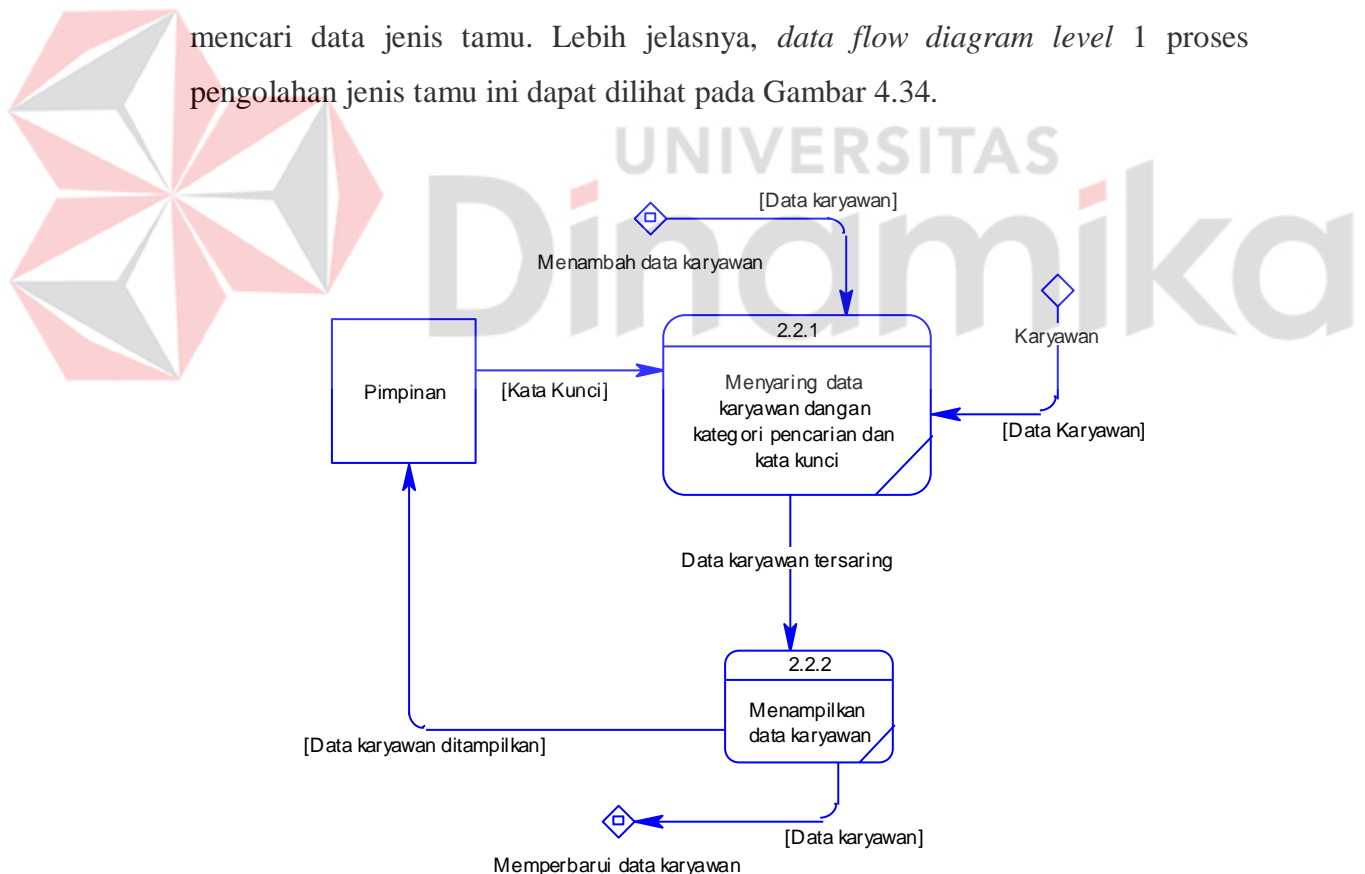 mencari data jenis tamu. Lebih jelasnya, data flow diagram level 1 proses
pengolahan jenis tamu ini dapat dilihat pada Gambar 4.34.
UNIVERSITAS
Dinamika
[Data karyawan]
Menambah data karyawan
Karyawan
2.2.1
Menyaring data
karyawan dangan
kategori pencarian dan
kata kunci
Pimpinan
[Kata Kunci]
[Data Karyawan]
Data karyawan tersaring
2.2.2
Menampilkan
data karyawan
[Data karyawan ditampilkan]
[Data karyawan]
Memperbarui data karyawan